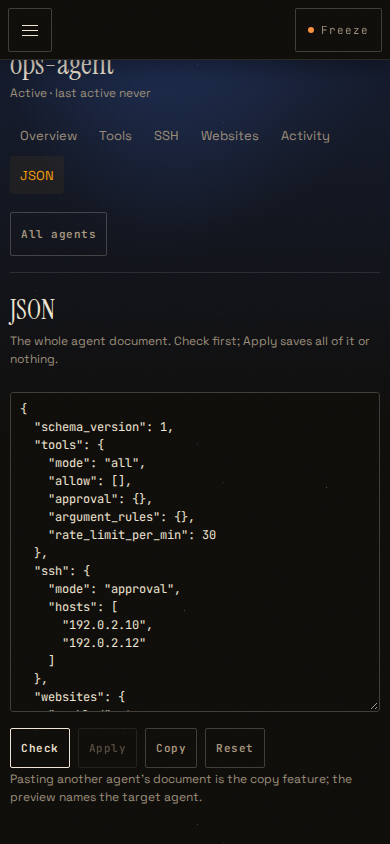 Freeze
ops-agent
Active · last active never
Overview Tools SSH Websites Activity
JSON
All agents
JSON
The whole agent document. Check first; Apply saves all of it or
nothing.
{
"schema_version": 1,
"tools": {
"mode": "all",
"allow": [],
"approval": {},
"argument_rules": {},
"rate_limit_per_min": 30
},
"ssh": {
"mode": "approval",
"hosts": [
"192.0.2.10",
"192.0.2.12"
]
},
"websites": {
Check Apply Copy Reset
Pasting another agent's document is the copy feature; the
preview names the target agent.